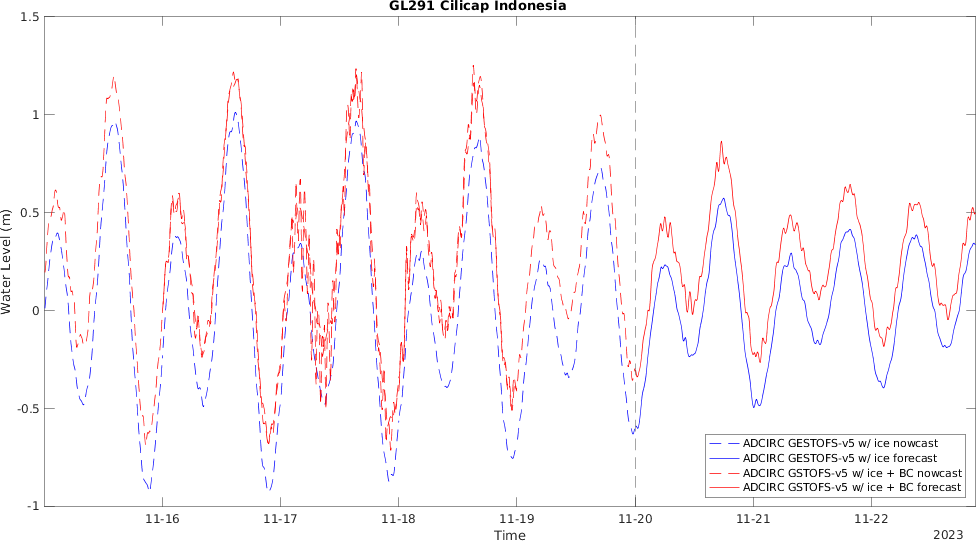 GL291 Cilicap Indonesia
1.5
1
0.5
0
-0.5
-1
Water Level (m)
11-16
11-17
11-18
11-19
11-20
11-21
11-22
Time
2023
ADCIRC GESTOFS-v5 w/ ice nowcast
ADCIRC GESTOFS-v5 w/ ice forecast
ADCIRC GSTOFS-v5 w/ ice + BC nowcast
ADCIRC GSTOFS-v5 w/ ice + BC forecast